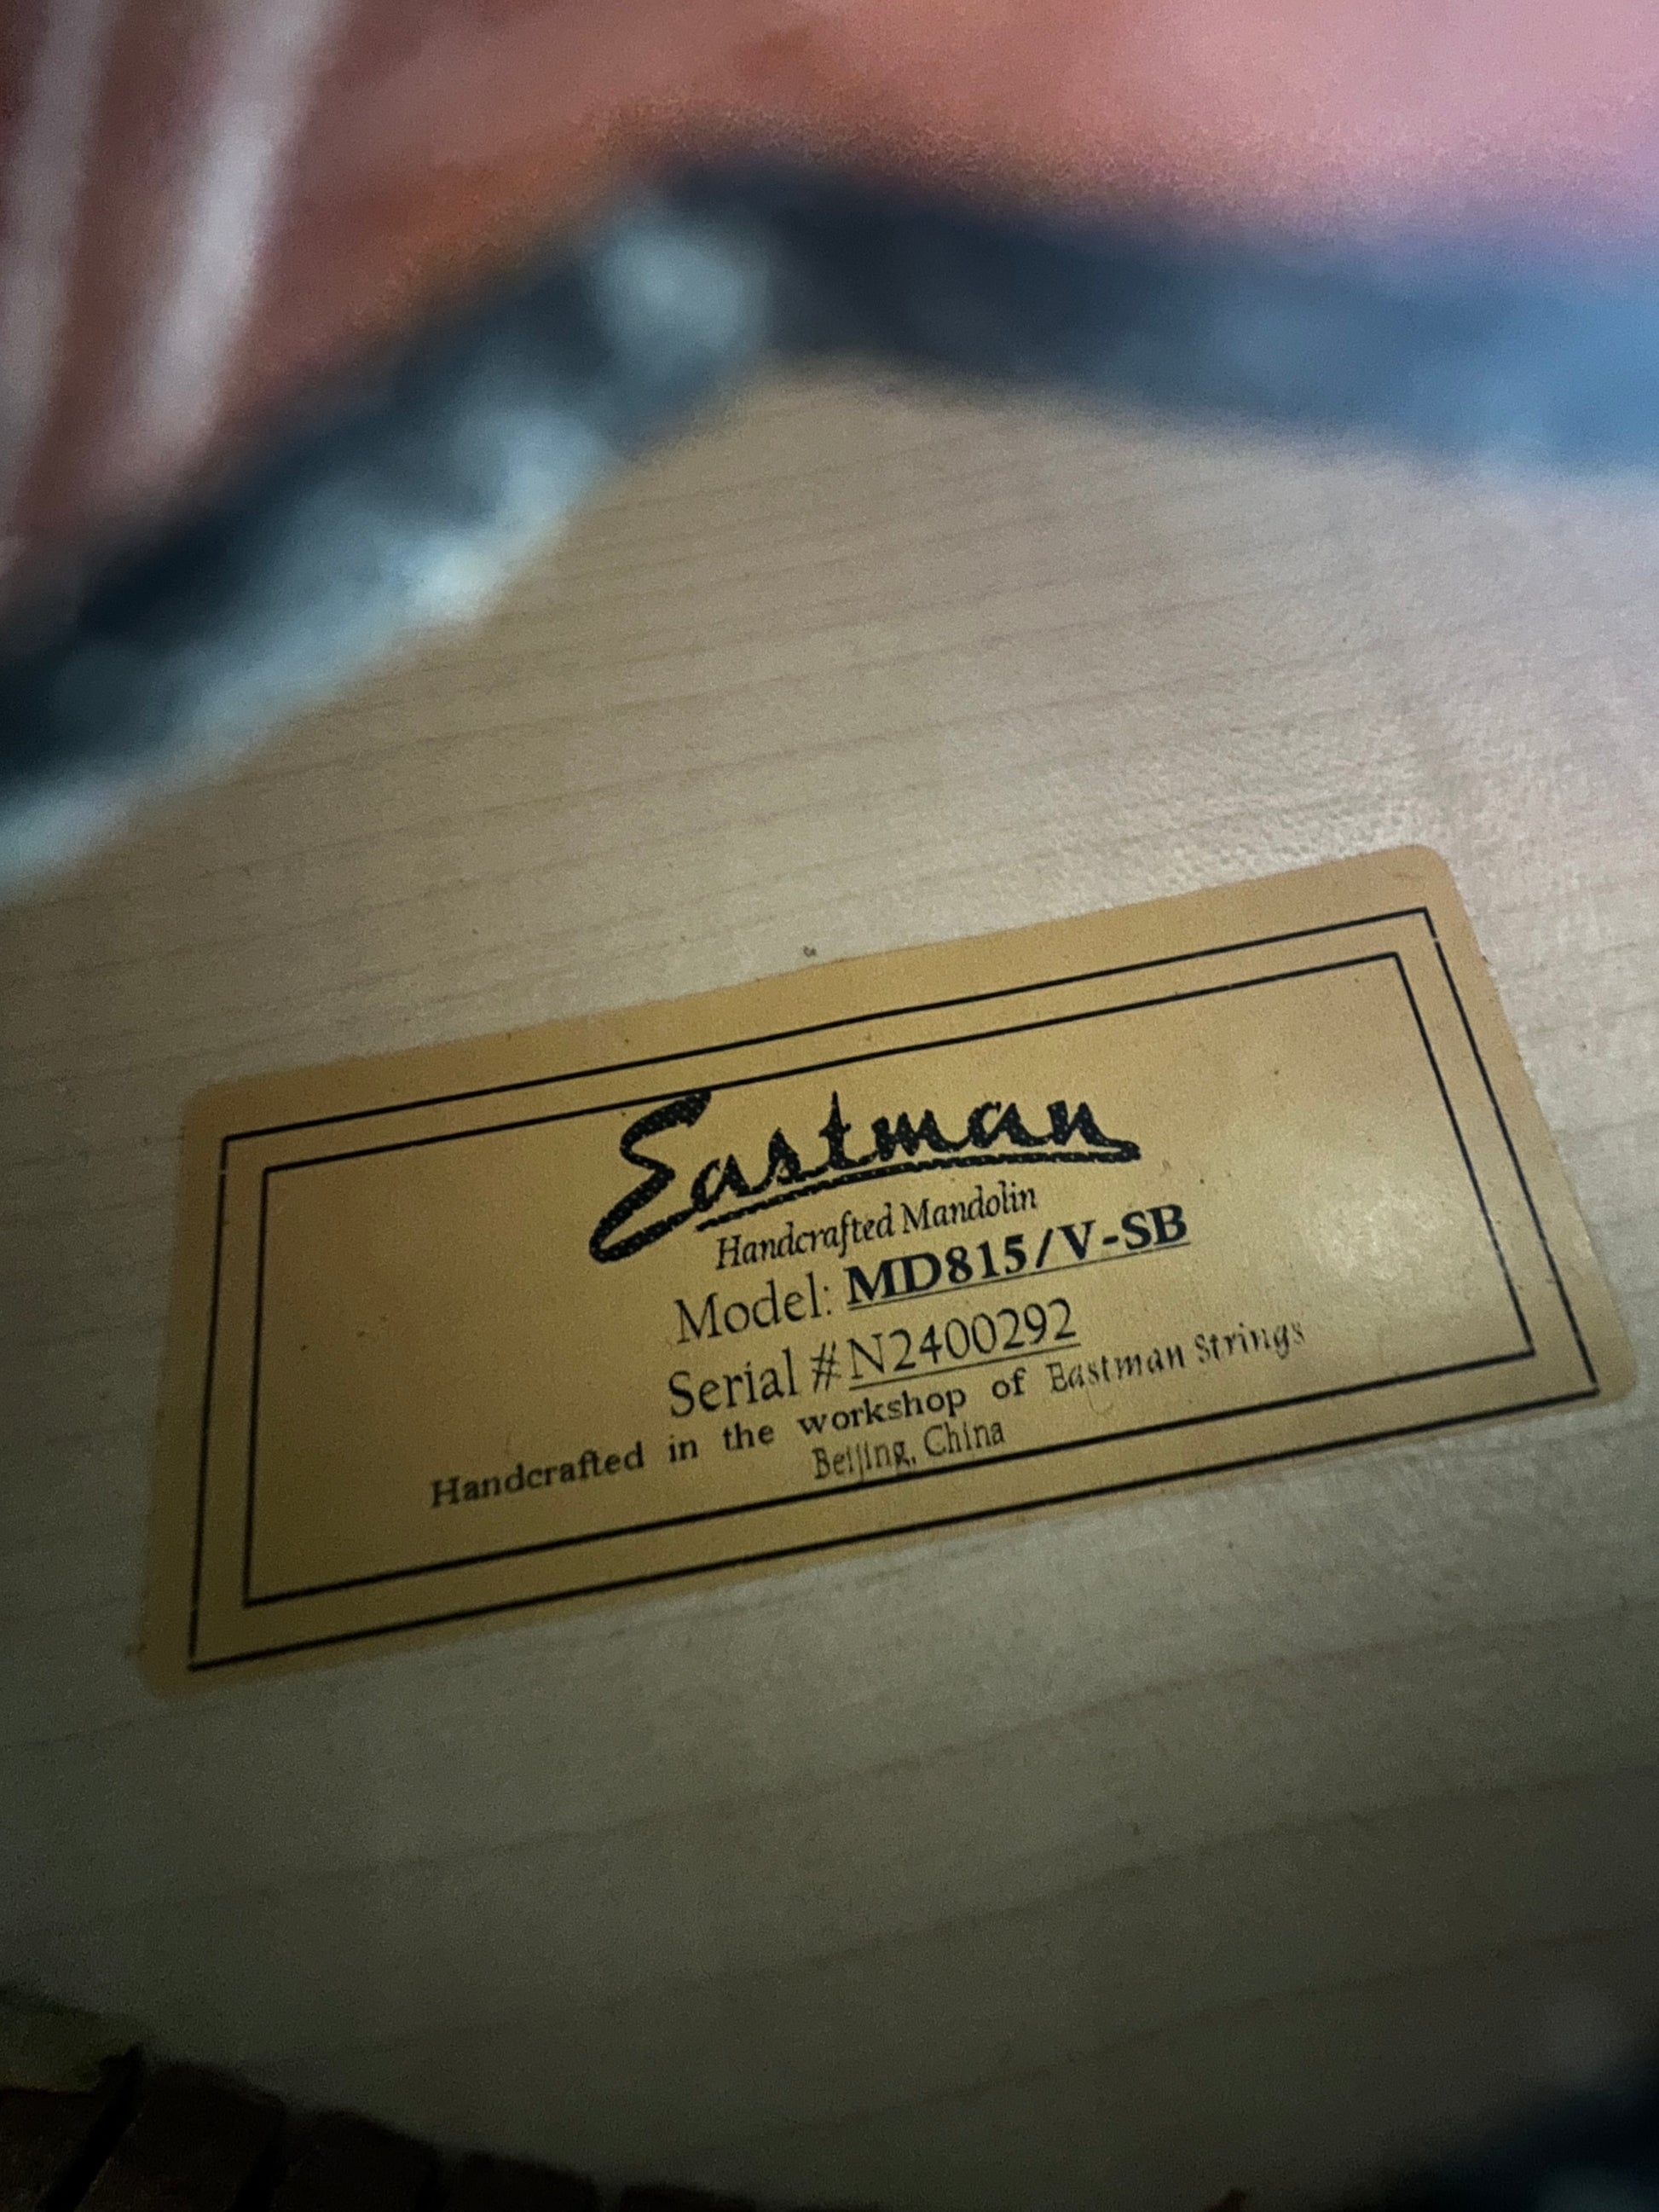 Eastman
Handcrafted Mandolin
Model: MD815/V-SB
Serial #N2400292
Handcrafted in the workshop of Eastman Strings
Beijing, China